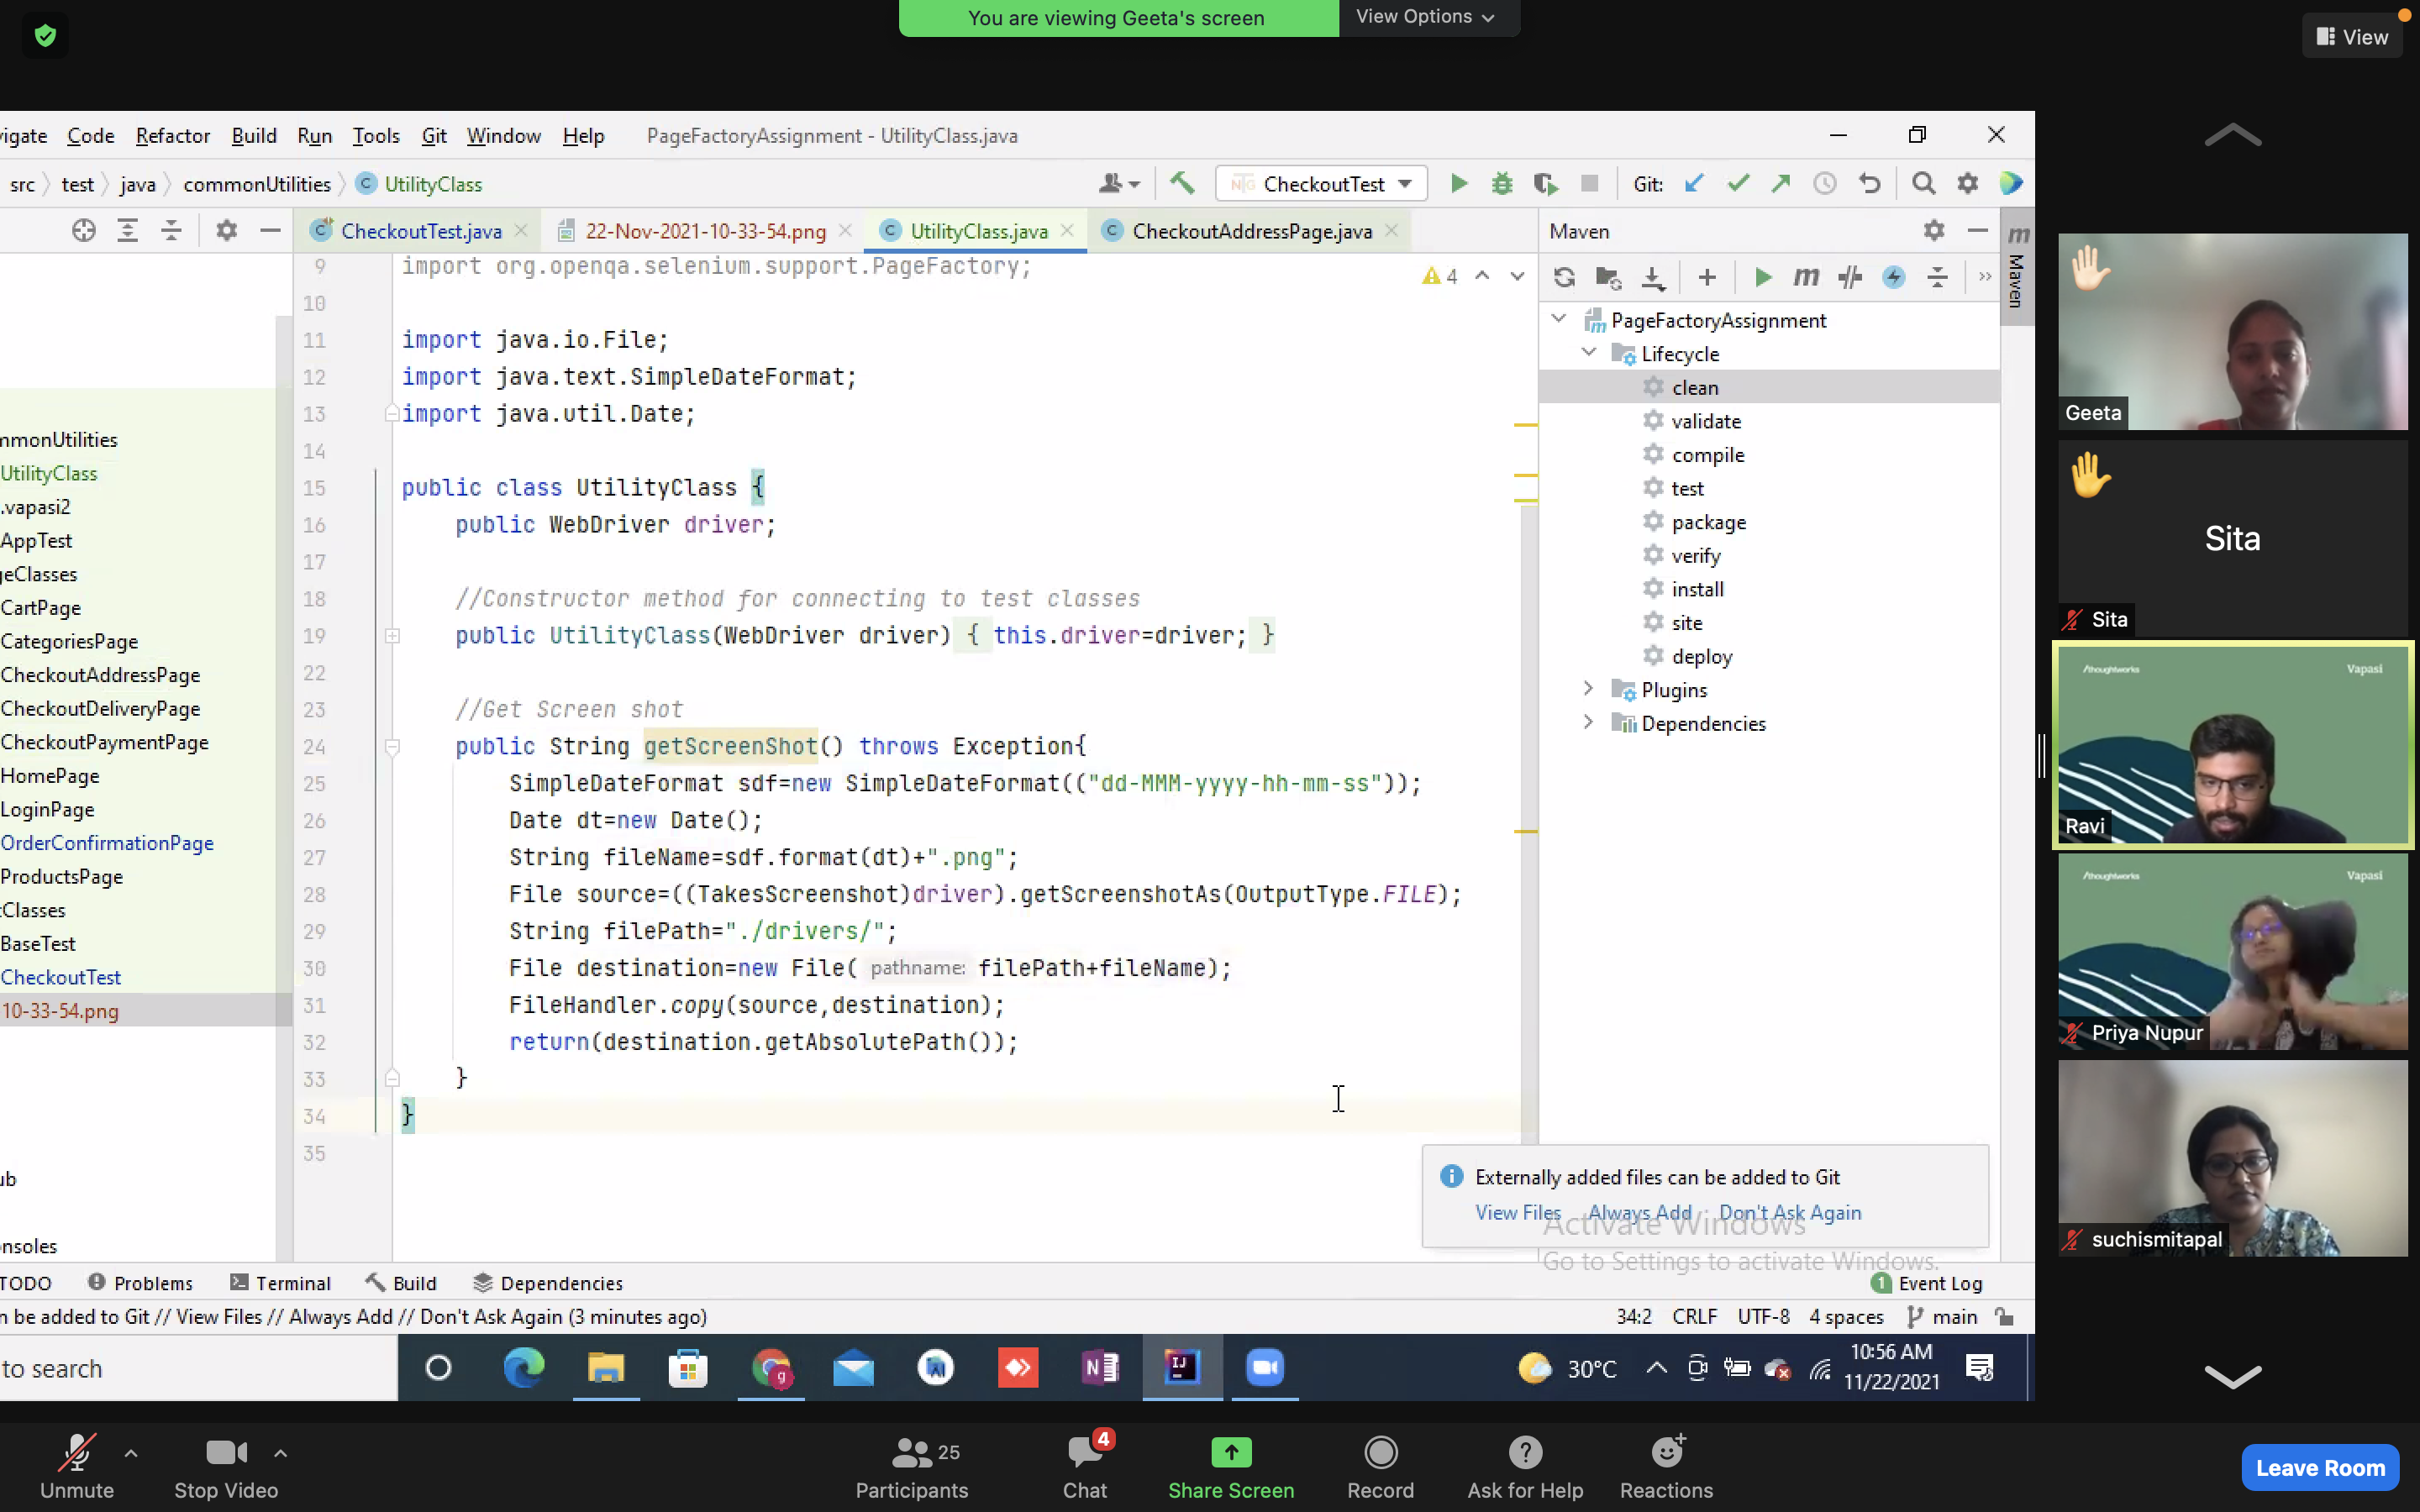 You are viewing Geeta's screen
View Options
View
vigate Code Refactor Build Run Tools Git Window Help PageFactoryAssignment - UtilityClass.java
src test java commonUtilities UtilityClass
CheckoutTest
Git:
CheckoutTest.java
22-Nov-2021-10-33-54.png
UtilityClass.java
CheckoutAddressPage.java
Maven
mmonUtilities
UtilityClass
.vapasi2
AppTest
geClasses
CartPage
CategoriesPage
CheckoutAddressPage
CheckoutDeliveryPage
CheckoutPaymentPage
HomePage
LoginPage
OrderConfirmationPage
ProductsPage
tClasses
BaseTest
CheckoutTest
10-33-54.png
ub
onsoles
4
9 import org.openqa.selenium.support.PageFactory;
10
11 import java.io.File;
12 import java.text.SimpleDateFormat;
13 import java.util.Date;
14
15 public class UtilityClass {
16 public WebDriver driver;
17
18 //Constructor method for connecting to test classes
19 public UtilityClass(WebDriver driver) { this.driver=driver; }
22
23 //Get Screen shot
24 public String getScreenShot() throws Exception{
25 SimpleDateFormat sdf=new SimpleDateFormat(("dd-MMM-yyyy-hh-mm-ss"));
26 Date dt=new Date();
27 String fileName=sdf.format(dt)+".png";
28 File source=((TakesScreenshot)driver).getScreenshotAs(OutputType.FILE);
29 String filePath="./drivers/";
30 File destination=new File( pathname: filePath+fileName);
31 FileHandler.copy(source,destination);
32 return(destination.getAbsolutePath());
33 }
34 }
35
m
PageFactoryAssignment
Lifecycle
clean
validate
compile
test
package
verify
install
site
deploy
Plugins
Dependencies
Maven
Externally added files can be added to Git
View Files Always Add Don't Ask Again
Activate Windows
Go to Settings to activate Windows.
TODO Problems Terminal Build Dependencies
1 Event Log
n be added to Git // View Files // Always Add // Don't Ask Again (3 minutes ago)
34:2 CRLF UTF-8 4 spaces main
to search
30°C
10:56 AM
11/22/2021
Geeta
Sita
Sita
/thoughtworks
Vapasi
Ravi
/thoughtworks
Vapasi
Priya Nupur
suchismitapal
Unmute
Stop Video
25
Participants
4
Chat
Share Screen
Record
Ask for Help
Reactions
Leave Room